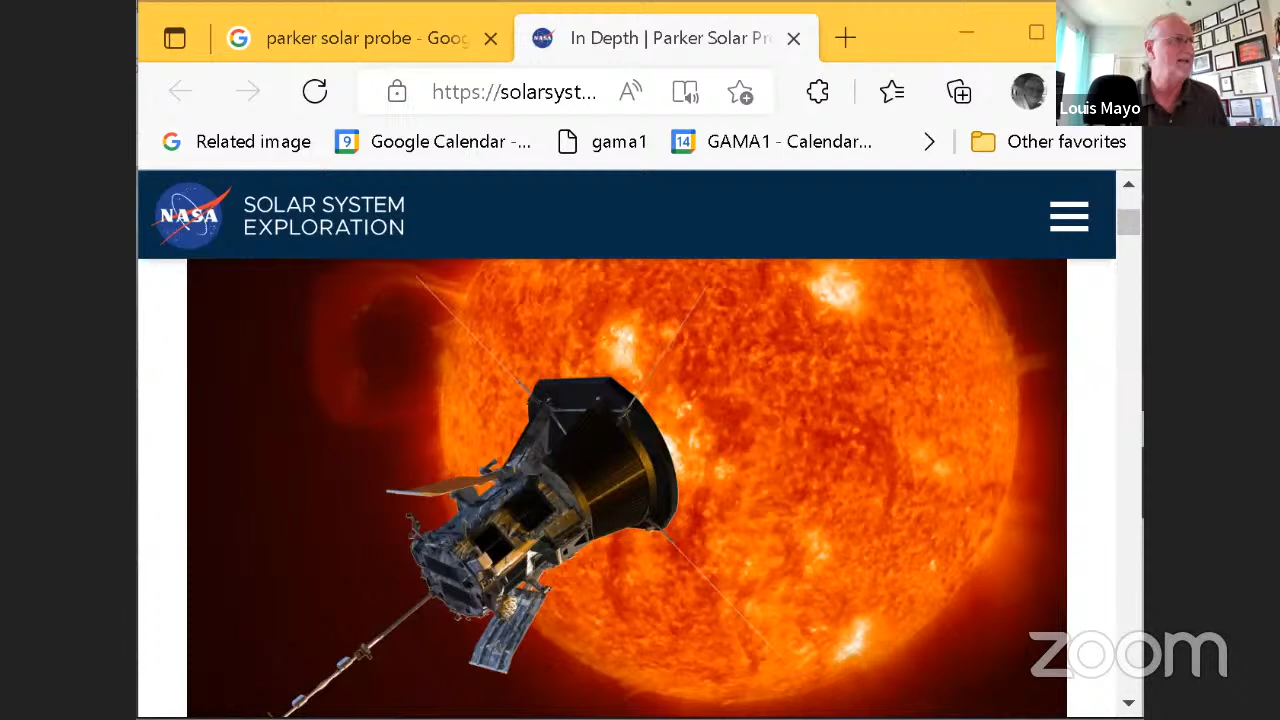 parker solar probe - Goog
In Depth | Parker Solar Pr
https://solarsyst...
Related image
9
Google Calendar -...
gama1
14
GAMA1 - Calendar...
Other favorites
Louis Mayo
NASA
NASA
SOLAR SYSTEM
EXPLORATION
zoom